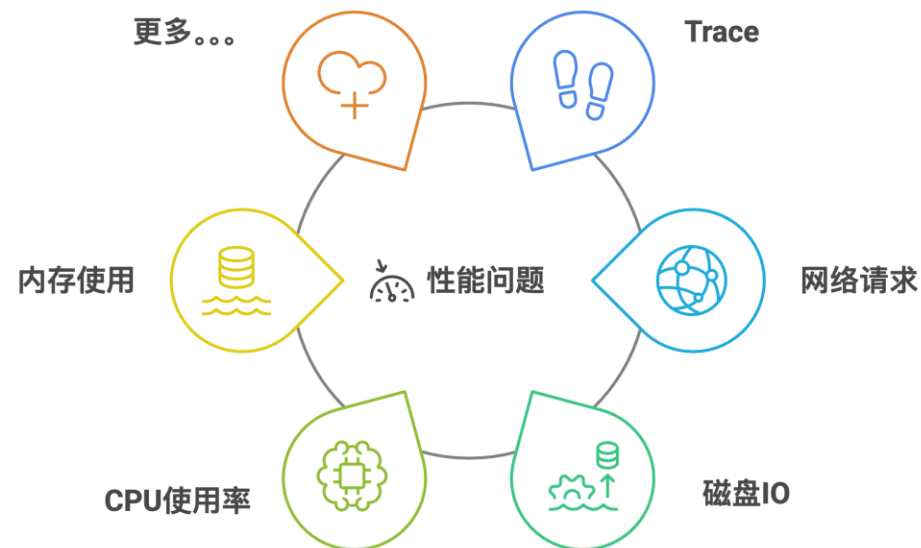 更多。。。
Trace
内存使用
性能问题
网络请求
CPU使用率
磁盘IO